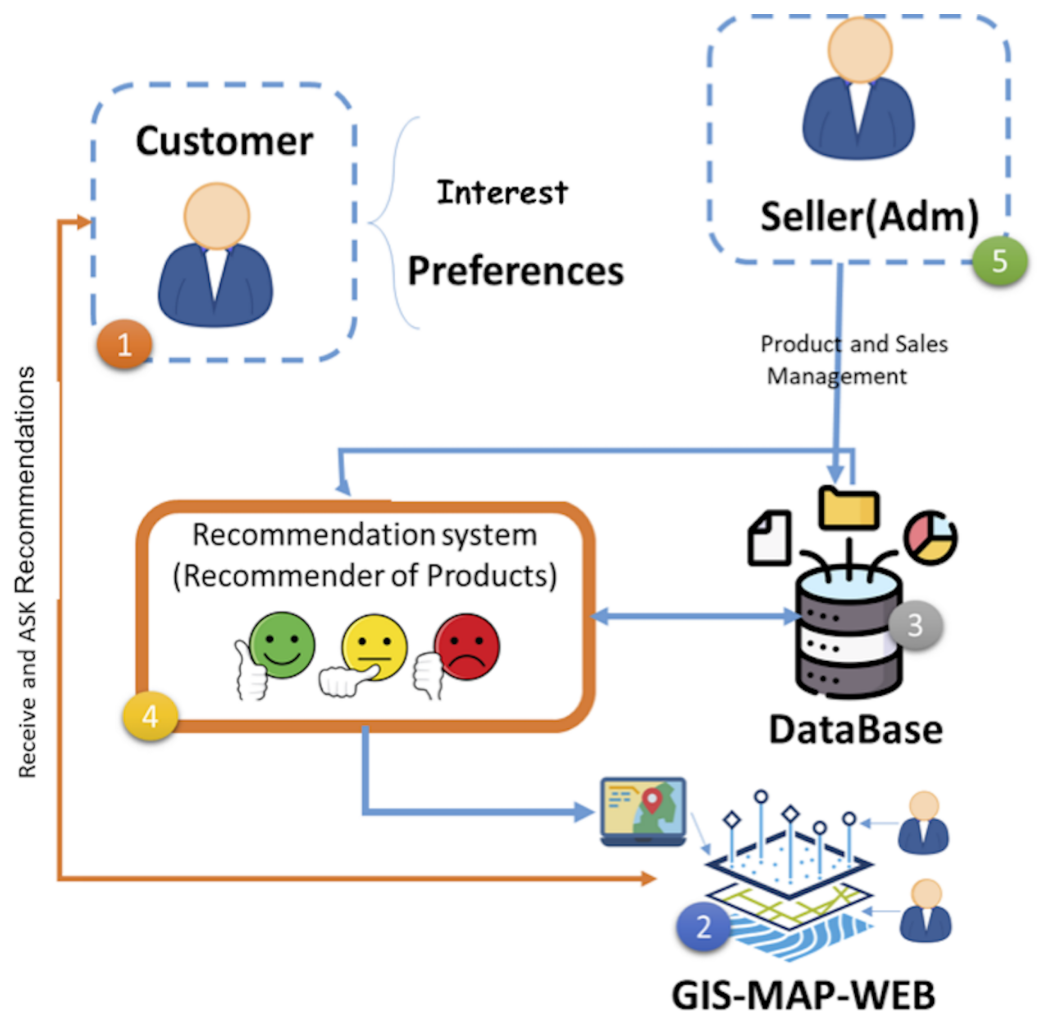 Customer
Interest
Preferences
1
Seller(Adm)
5
Product and Sales
Management
Receive and ASK Recommendations
Recommendation system
(Recommender of Products)
4
3
DataBase
2
GIS-MAP-WEB